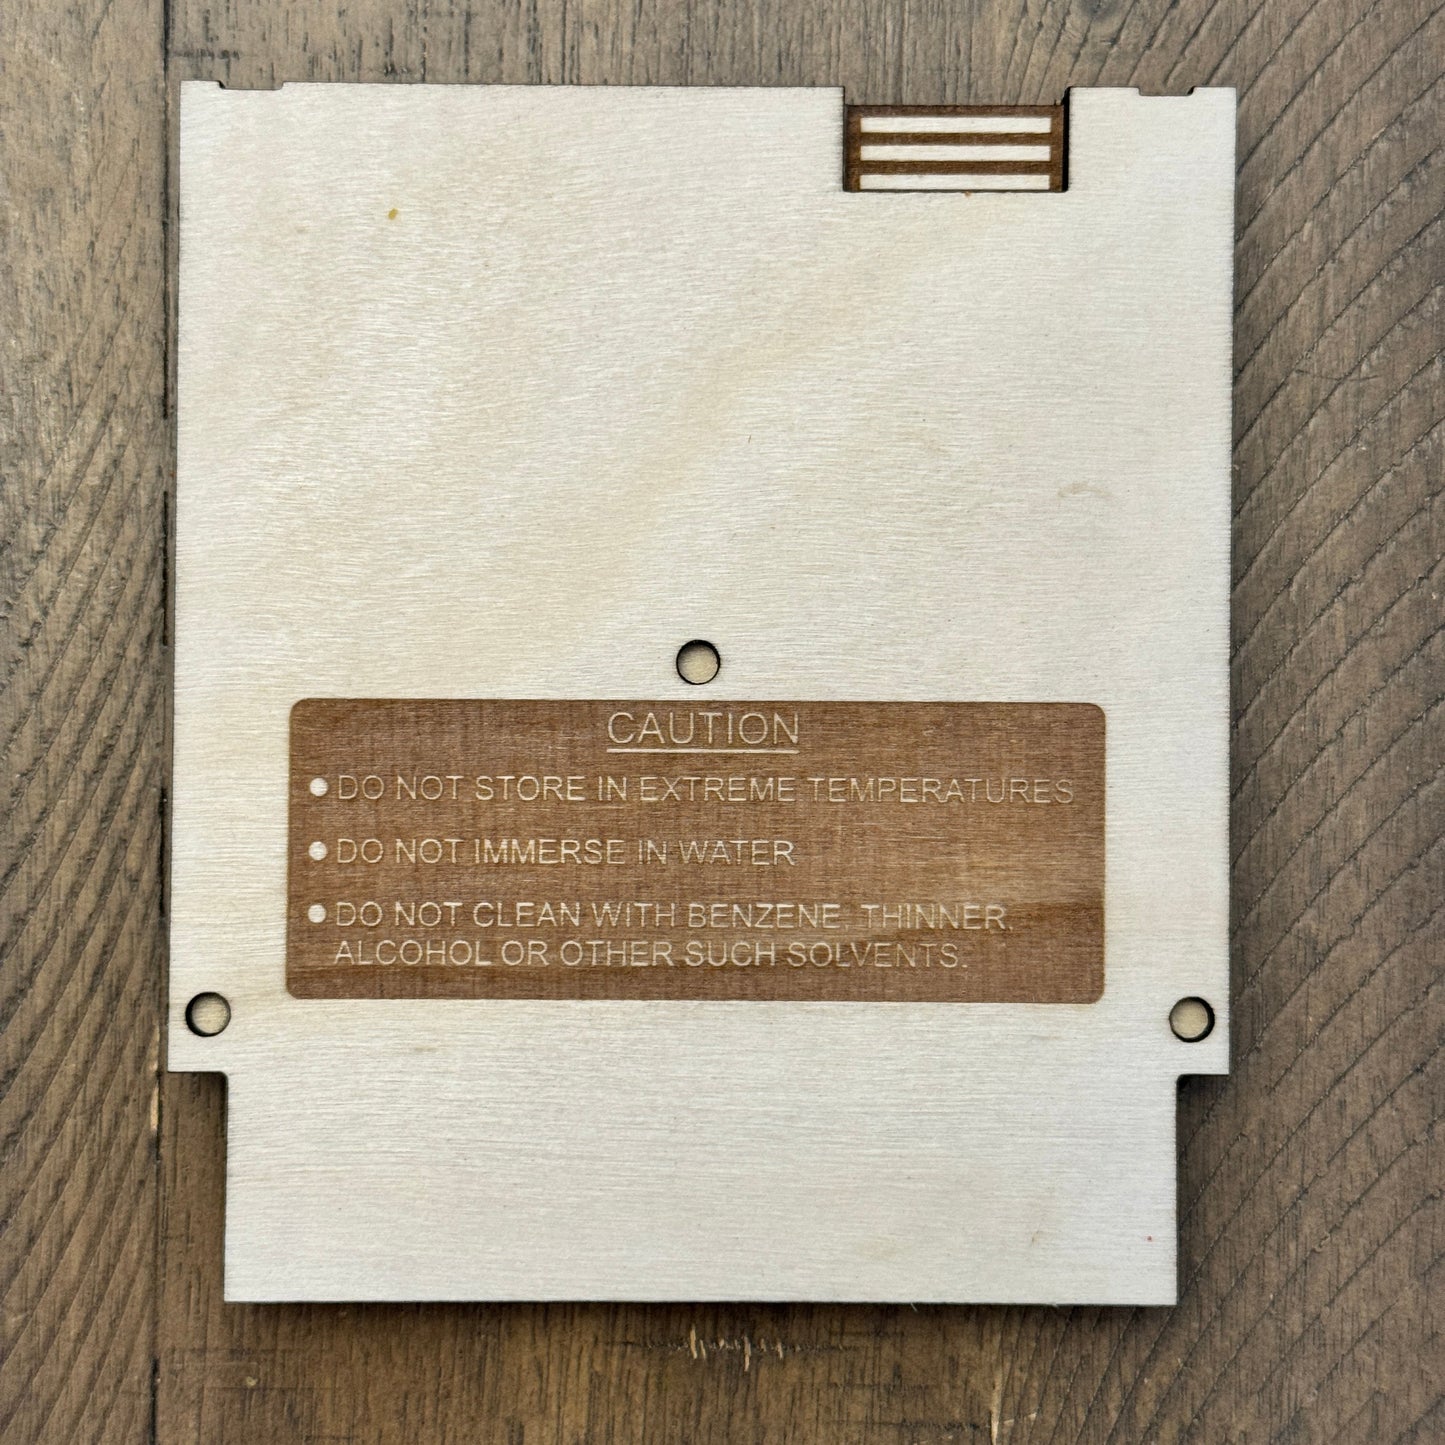 CAUTION
● DO NOT STORE IN EXTREME TEMPERATURES
● DO NOT IMMERSE IN WATER
● DO NOT CLEAN WITH BENZENE, THINNER,
ALCOHOL OR OTHER SUCH SOLVENTS.